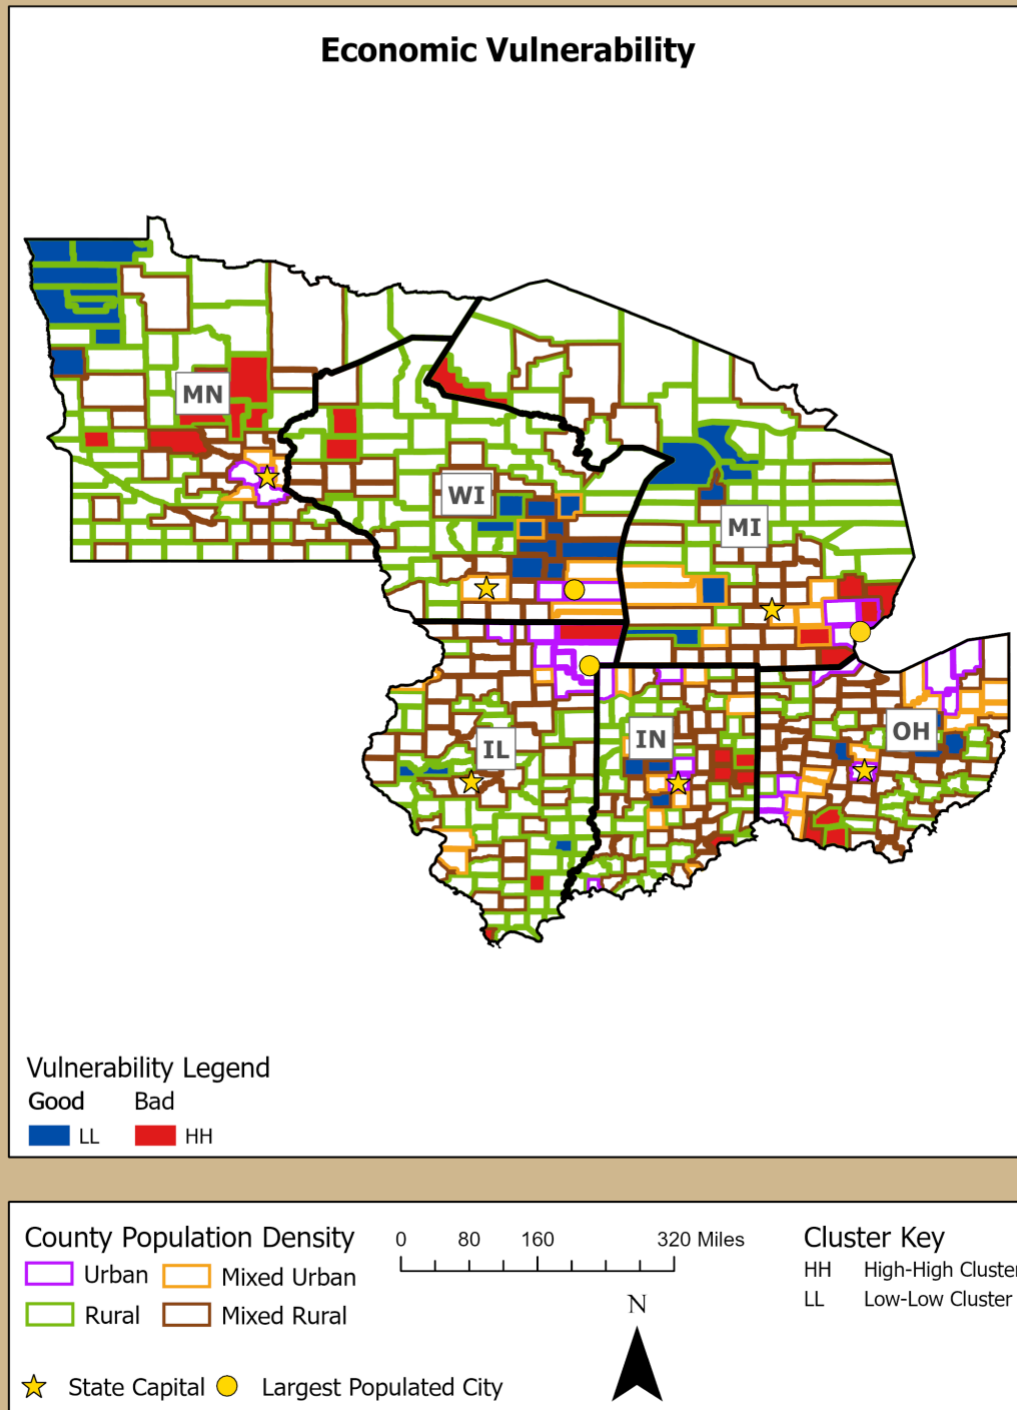 Economic Vulnerability
MN
WI
MI
IL
IN
OH
Vulnerability Legend
Good Bad
LL HH
County Population Density
Urban Mixed Urban
Rural Mixed Rural
State Capital Largest Populated City
0 80 160 320 Miles
N
Cluster Key
HH High-High Cluster
LL Low-Low Cluster